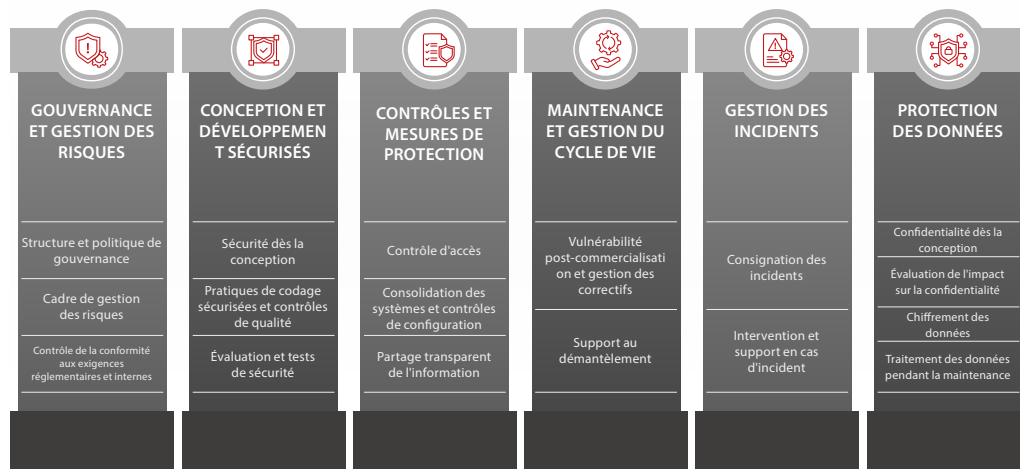 GOUVERNANCE
ET GESTION DES
RISQUES
Structure et politique de
gouvernance
Cadre de gestion
des risques
Contrôle de la conformité
aux exigences
réglementaires et internes
CONCEPTION ET
DÉVELOPPEMEN
T SÉCURISÉS
Sécurité dès la
conception
Pratiques de codage
sécurisées et contrôles
de qualité
Évaluation et tests
de sécurité
CONTRÔLES ET
MESURES DE
PROTECTION
Contrôle d'accès
Consolidation des
systèmes et contrôles
de configuration
Partage transparent
de l'information
MAINTENANCE
ET GESTION DU
CYCLE DE VIE
Vulnérabilité
post-commercialisati
on et gestion des
correctifs
Support au
démantèlement
GESTION DES
INCIDENTS
Consignation des
incidents
Intervention et
support en cas
d'incident
PROTECTION
DES DONNÉES
Confidentialité dès la
conception
Évaluation de l'impact
sur la confidentialité
Chiffrement des
données
Traitement des données
pendant la maintenance